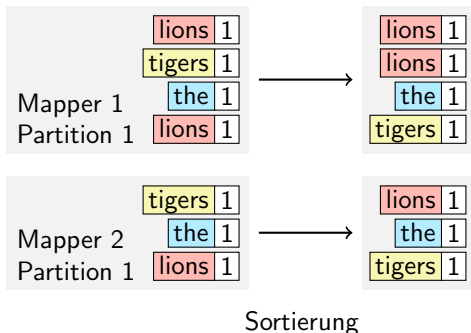 lions 1
tigers 1
the 1
lions 1
Mapper 1
Partition 1
lions 1
lions 1
the 1
tigers 1
tigers 1
the 1
lions 1
Mapper 2
Partition 1
lions 1
the 1
tigers 1
Sortierung